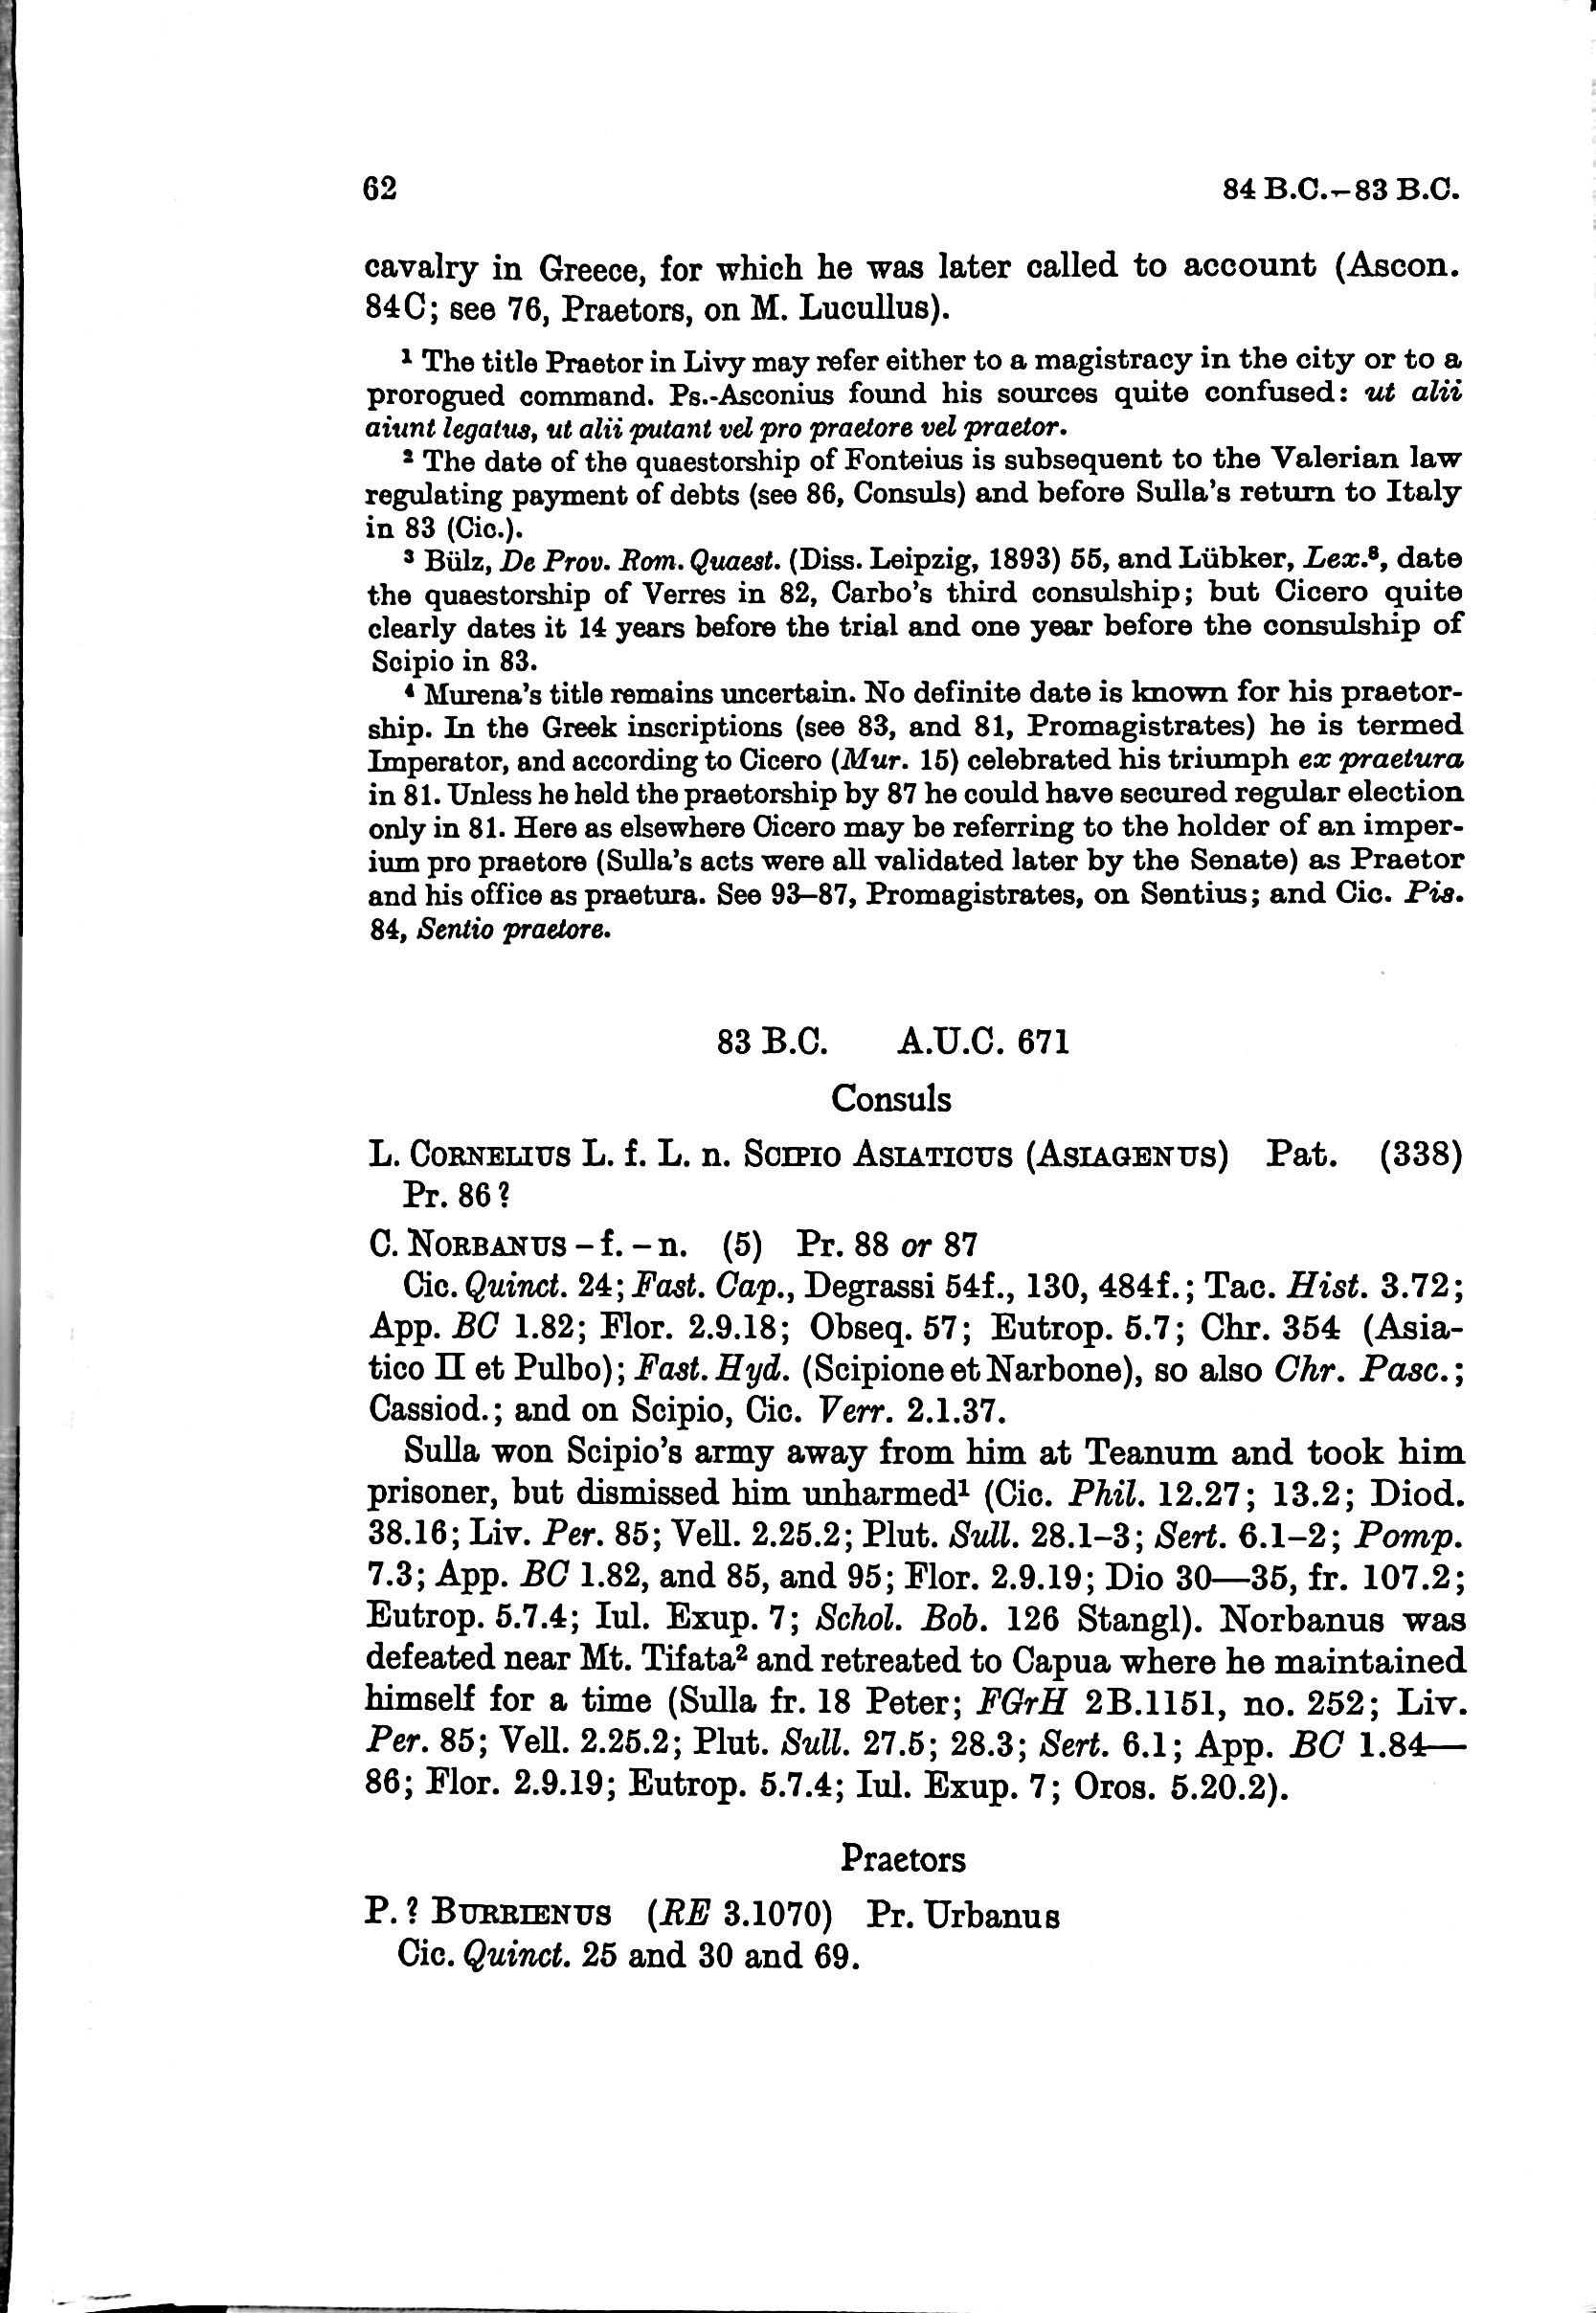 62 84 B.C.–83 B.C.
cavalry in Greece, for which he was later called to account (Ascon.
84C; see 76, Praetors, on M. Lucullus).
¹ The title Praetor in Livy may refer either to a magistracy in the city or to a
prorogued command. Ps.-Asconius found his sources quite confused: ut alii
aiunt legatus, ut alii putant vel pro praetore vel praetor.
² The date of the quaestorship of Fonteius is subsequent to the Valerian law
regulating payment of debts (see 86, Consuls) and before Sulla's return to Italy
in 83 (Cic.).
³ Bülz, De Prov. Rom. Quaest. (Diss. Leipzig, 1893) 55, and Lübker, Lex.⁸, date
the quaestorship of Verres in 82, Carbo's third consulship; but Cicero quite
clearly dates it 14 years before the trial and one year before the consulship of
Scipio in 83.
⁴ Murena's title remains uncertain. No definite date is known for his praetor-
ship. In the Greek inscriptions (see 83, and 81, Promagistrates) he is termed
Imperator, and according to Cicero (Mur. 15) celebrated his triumph ex praetura
in 81. Unless he held the praetorship by 87 he could have secured regular election
only in 81. Here as elsewhere Cicero may be referring to the holder of an imper-
ium pro praetore (Sulla's acts were all validated later by the Senate) as Praetor
and his office as praetura. See 93–87, Promagistrates, on Sentius; and Cic. Pis.
84, Sentio praetore.
83 B.C. A.U.C. 671
Consuls
L. CORNELIUS L. f. L. n. SCIPIO ASIATICUS (ASIAGENUS) Pat. (338)
Pr. 86?
C. NORBANUS – f. – n. (5) Pr. 88 or 87
Cic. Quinct. 24; Fast. Cap., Degrassi 54f., 130, 484f.; Tac. Hist. 3.72;
App. BC 1.82; Flor. 2.9.18; Obseq. 57; Eutrop. 5.7; Chr. 354 (Asia-
tico II et Pulbo); Fast. Hyd. (Scipione et Narbone), so also Chr. Pasc.;
Cassiod.; and on Scipio, Cic. Verr. 2.1.37.
Sulla won Scipio's army away from him at Teanum and took him
prisoner, but dismissed him unharmed¹ (Cic. Phil. 12.27; 13.2; Diod.
38.16; Liv. Per. 85; Vell. 2.25.2; Plut. Sull. 28.1–3; Sert. 6.1–2; Pomp.
7.3; App. BC 1.82, and 85, and 95; Flor. 2.9.19; Dio 30—35, fr. 107.2;
Eutrop. 5.7.4; Iul. Exup. 7; Schol. Bob. 126 Stangl). Norbanus was
defeated near Mt. Tifata² and retreated to Capua where he maintained
himself for a time (Sulla fr. 18 Peter; FGrH 2B.1151, no. 252; Liv.
Per. 85; Vell. 2.25.2; Plut. Sull. 27.5; 28.3; Sert. 6.1; App. BC 1.84—
86; Flor. 2.9.19; Eutrop. 5.7.4; Iul. Exup. 7; Oros. 5.20.2).
Praetors
P. ? BURRIENUS (RE 3.1070) Pr. Urbanus
Cic. Quinct. 25 and 30 and 69.